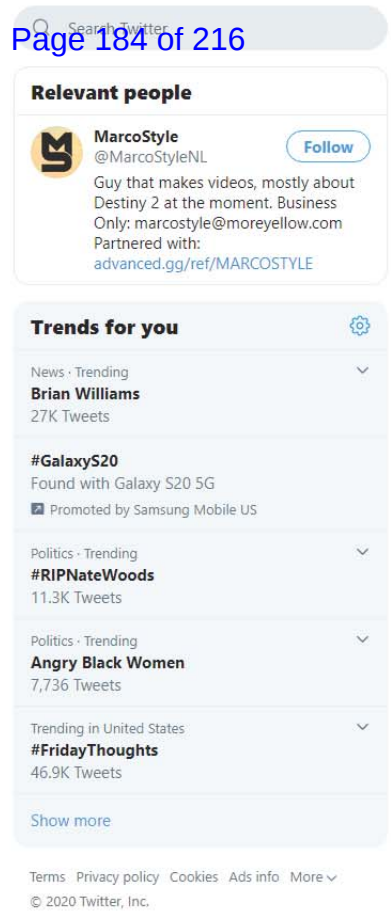 Search Twitter
Page 184 of 216
Relevant people
MarcoStyle
@MarcoStyleNL
Follow
Guy that makes videos, mostly about
Destiny 2 at the moment. Business
Only: marcostyle@moreyellow.com
Partnered with:
advanced.gg/ref/MARCOSTYLE
Trends for you
News · Trending
Brian Williams
27K Tweets
#GalaxyS20
Found with Galaxy S20 5G
Promoted by Samsung Mobile US
Politics · Trending
#RIPNateWoods
11.3K Tweets
Politics · Trending
Angry Black Women
7,736 Tweets
Trending in United States
#FridayThoughts
46.9K Tweets
Show more
Terms Privacy policy Cookies Ads info More
© 2020 Twitter, Inc.